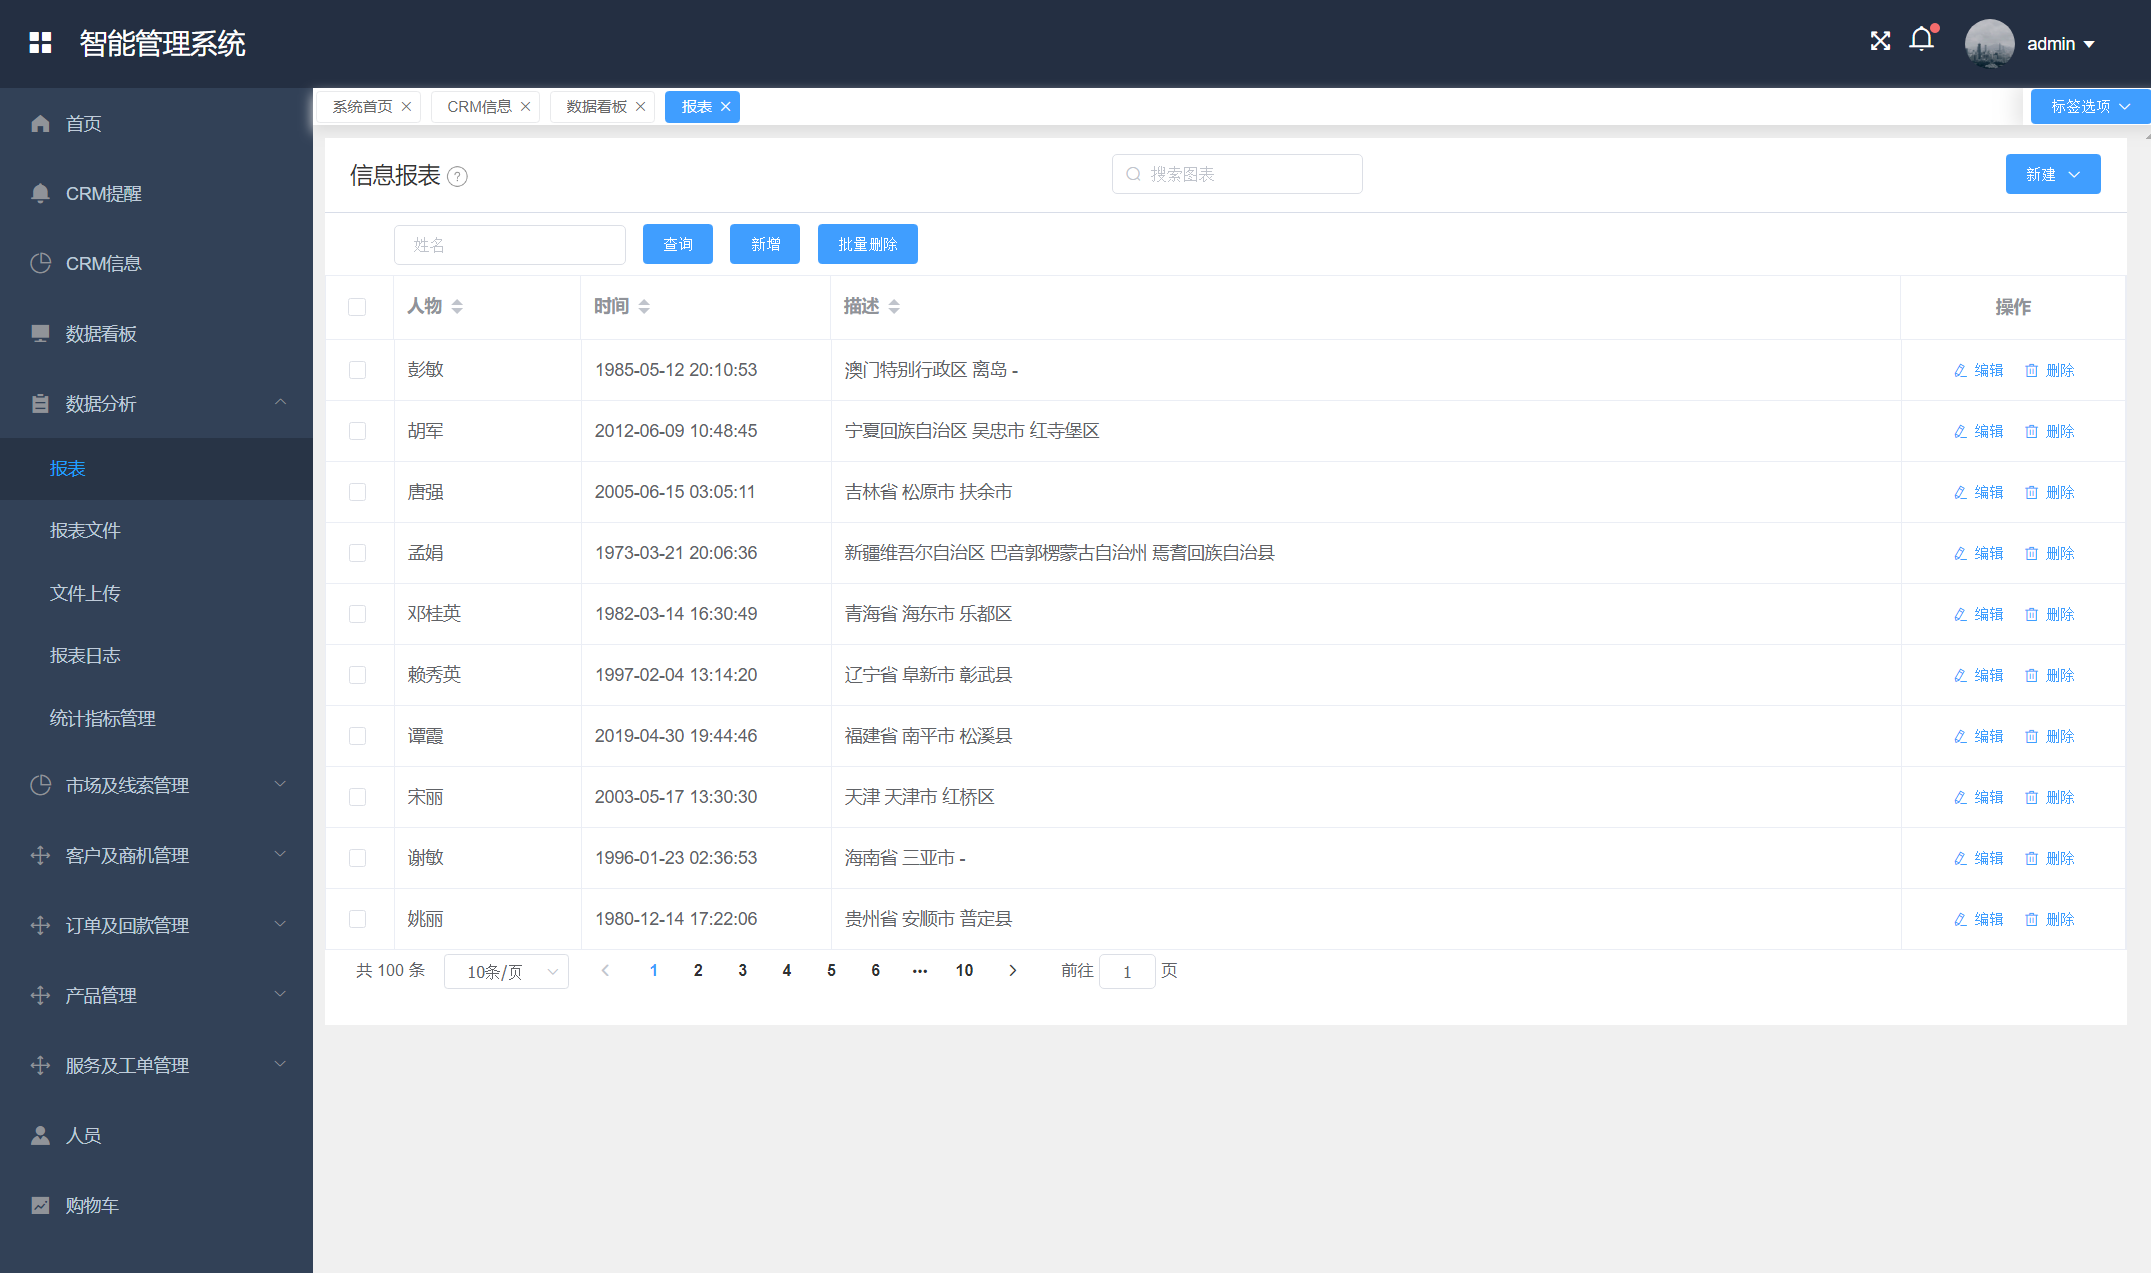 智能管理系统
admin
首页
CRM提醒
CRM信息
数据看板
数据分析
报表
报表文件
文件上传
报表日志
统计指标管理
市场及线索管理
客户及商机管理
订单及回款管理
产品管理
服务及工单管理
人员
购物车
系统首页 CRM信息 数据看板 报表 标签选项
信息报表 ? 搜索图表 新建
姓名 查询 新增 批量删除
人物 时间 描述 操作
彭敏 1985-05-12 20:10:53 澳门特别行政区 离岛 - 编辑 删除
胡军 2012-06-09 10:48:45 宁夏回族自治区 吴忠市 红寺堡区 编辑 删除
唐强 2005-06-15 03:05:11 吉林省 松原市 扶余市 编辑 删除
孟娟 1973-03-21 20:06:36 新疆维吾尔自治区 巴音郭楞蒙古自治州 焉耆回族自治县 编辑 删除
邓桂英 1982-03-14 16:30:49 青海省 海东市 乐都区 编辑 删除
赖秀英 1997-02-04 13:14:20 辽宁省 阜新市 彰武县 编辑 删除
谭霞 2019-04-30 19:44:46 福建省 南平市 松溪县 编辑 删除
宋丽 2003-05-17 13:30:30 天津 天津市 红桥区 编辑 删除
谢敏 1996-01-23 02:36:53 海南省 三亚市 - 编辑 删除
姚丽 1980-12-14 17:22:06 贵州省 安顺市 普定县 编辑 删除
共 100 条 10条/页 1 2 3 4 5 6 ... 10 前往 1 页